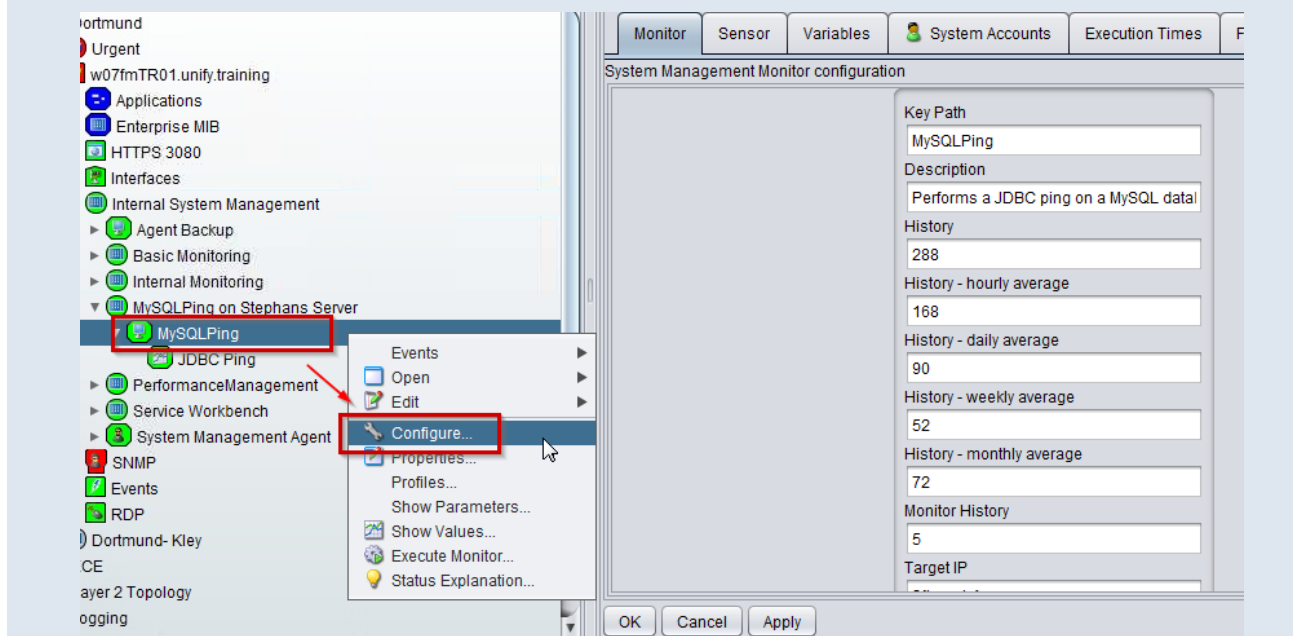 ortmund
Urgent
w07fmTR01.unify.training
Applications
Enterprise MIB
HTTPS 3080
Interfaces
Internal System Management
Agent Backup
Basic Monitoring
Internal Monitoring
MySQLPing on Stephans Server
MySQLPing
JDBC Ping
PerformanceManagement
Service Workbench
System Management Agent
SNMP
Events
RDP
Dortmund- Kley
CE
ayer 2 Topology
ogging
Events
Open
Edit
Configure...
Properties...
Profiles...
Show Parameters...
Show Values...
Execute Monitor...
Status Explanation...
Monitor Sensor Variables System Accounts Execution Times F
System Management Monitor configuration
Key Path
MySQLPing
Description
Performs a JDBC ping on a MySQL datal
History
288
History - hourly average
168
History - daily average
90
History - weekly average
52
History - monthly average
72
Monitor History
5
Target IP
OK Cancel Apply